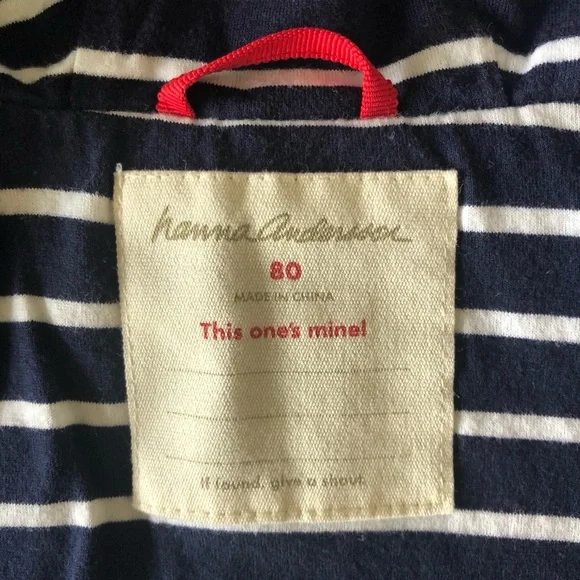 hanna Andersson
80
MADE IN CHINA
This one's mine!
If found, give a shout.